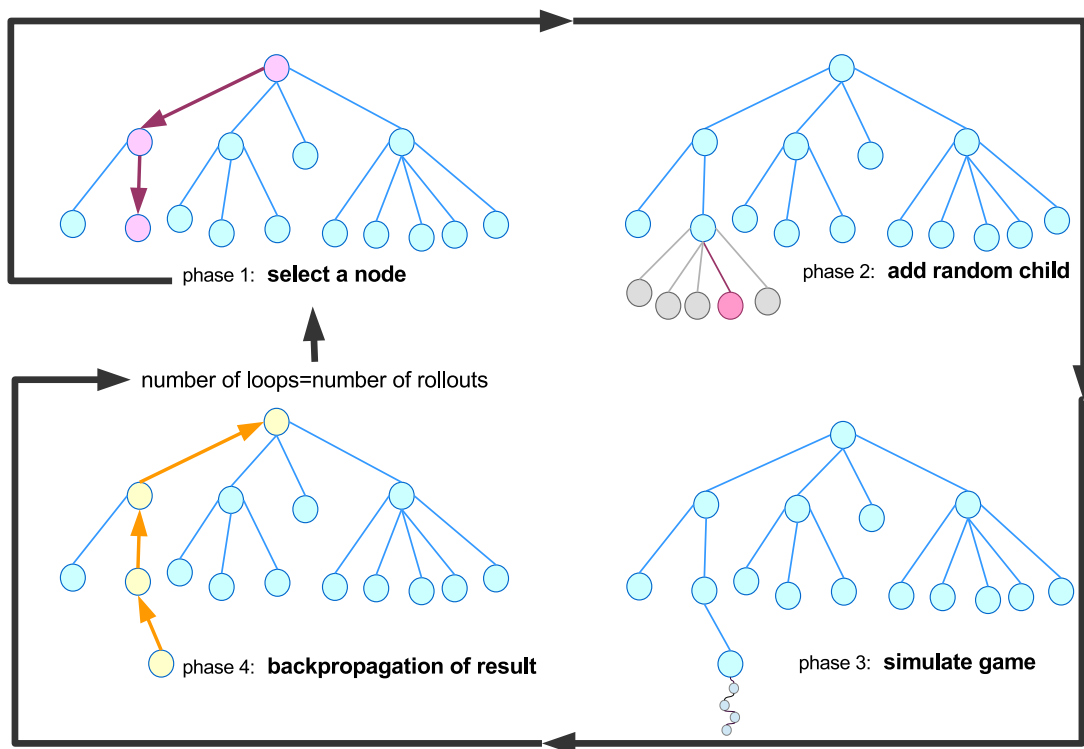 phase 1: select a node
phase 2: add random child
number of loops=number of rollouts
phase 4: backpropagation of result
phase 3: simulate game